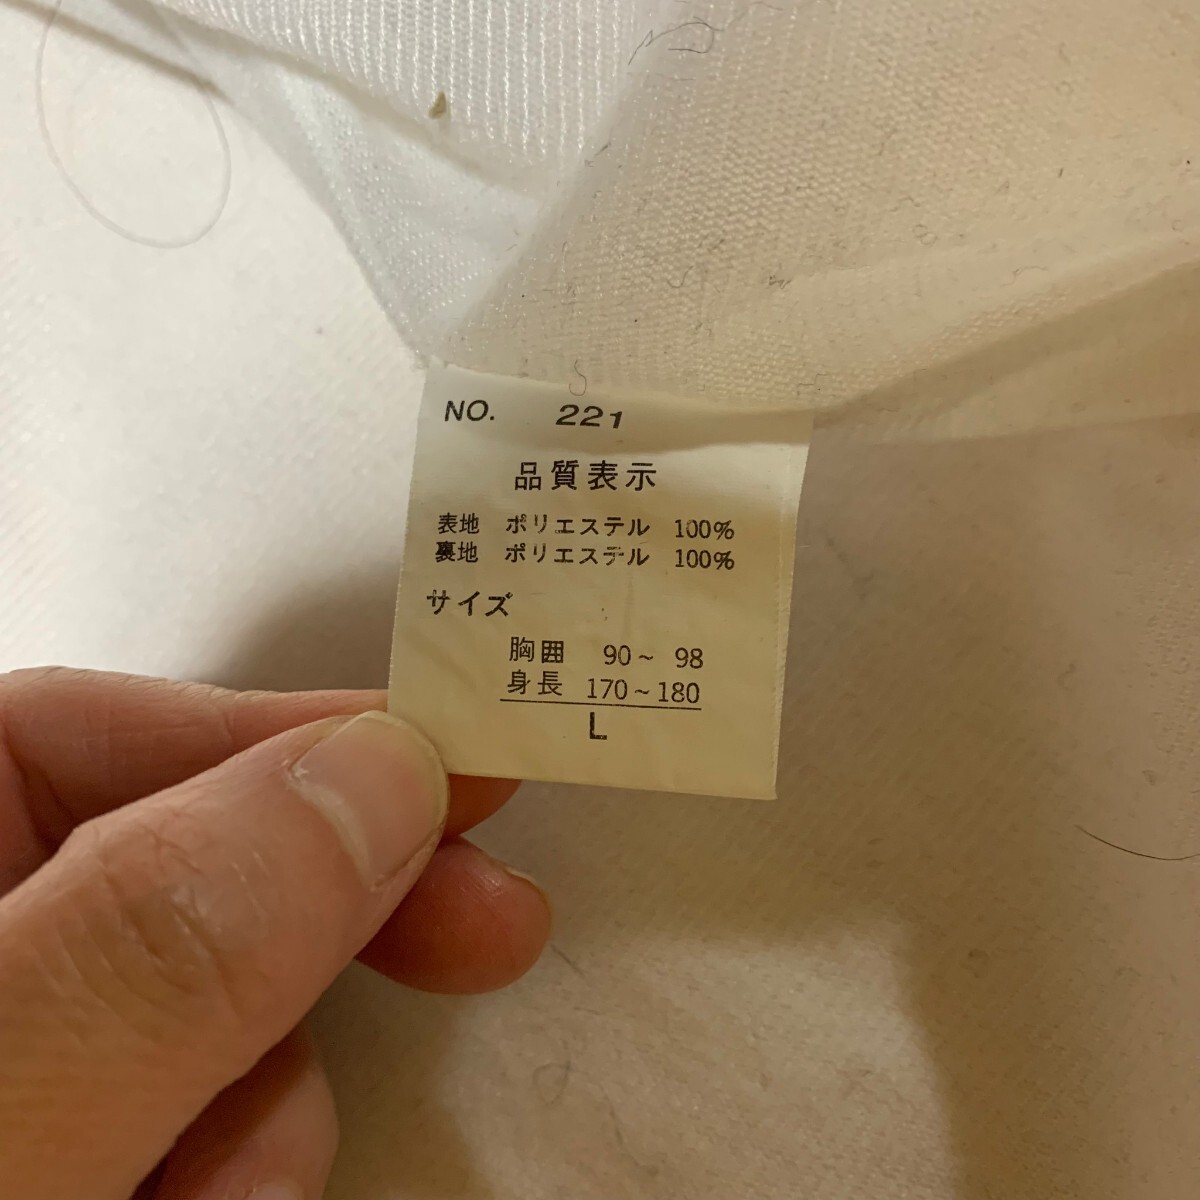 NO. 221
品質表示
表地 ポリエステル 100%
裏地 ポリエステル 100%
サイズ
胸囲 90~ 98
身長 170~180
L